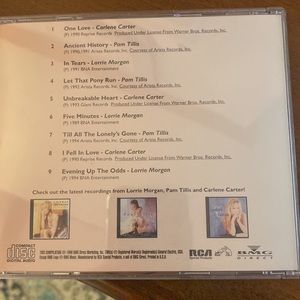 1 One Love - Carlene Carter
(P) 1990 Reprise Records Produced Under License From Warner Bros. Records, Inc.
2 Ancient History - Pam Tillis
(P) 1990,1991 Arista Records, Inc. Courtesy of Arista Records, Inc.
3 In Tears - Lorrie Morgan
(P) 1991 BNA Entertainment
4 Let That Pony Run - Pam Tillis
(P) 1992 Arista Records, Inc. Courtesy of Arista Records, Inc.
5 Unbreakable Heart - Carlene Carter
(P) 1993 Giant Records Produced Under License From Warner Bros. Records, Inc.
6 Five Minutes - Lorrie Morgan
(P) 1989 BNA Entertainment
7 Till All The Lonely's Gone - Pam Tillis
(P) 1994 Arista Records, Inc. Courtesy of Arista Records, Inc.
8 I Fell In Love - Carlene Carter
(P) 1990 Reprise Records Produced Under License From Warner Bros. Records, Inc.
9 Evening Up The Odds - Lorrie Morgan
(P) 1994 BNA Entertainment
Check out the latest recordings from Lorrie Morgan, Pam Tillis and Carlene Carter!
COMPACT
disc
DIGITAL AUDIO
RCA
BMG
DIRECT